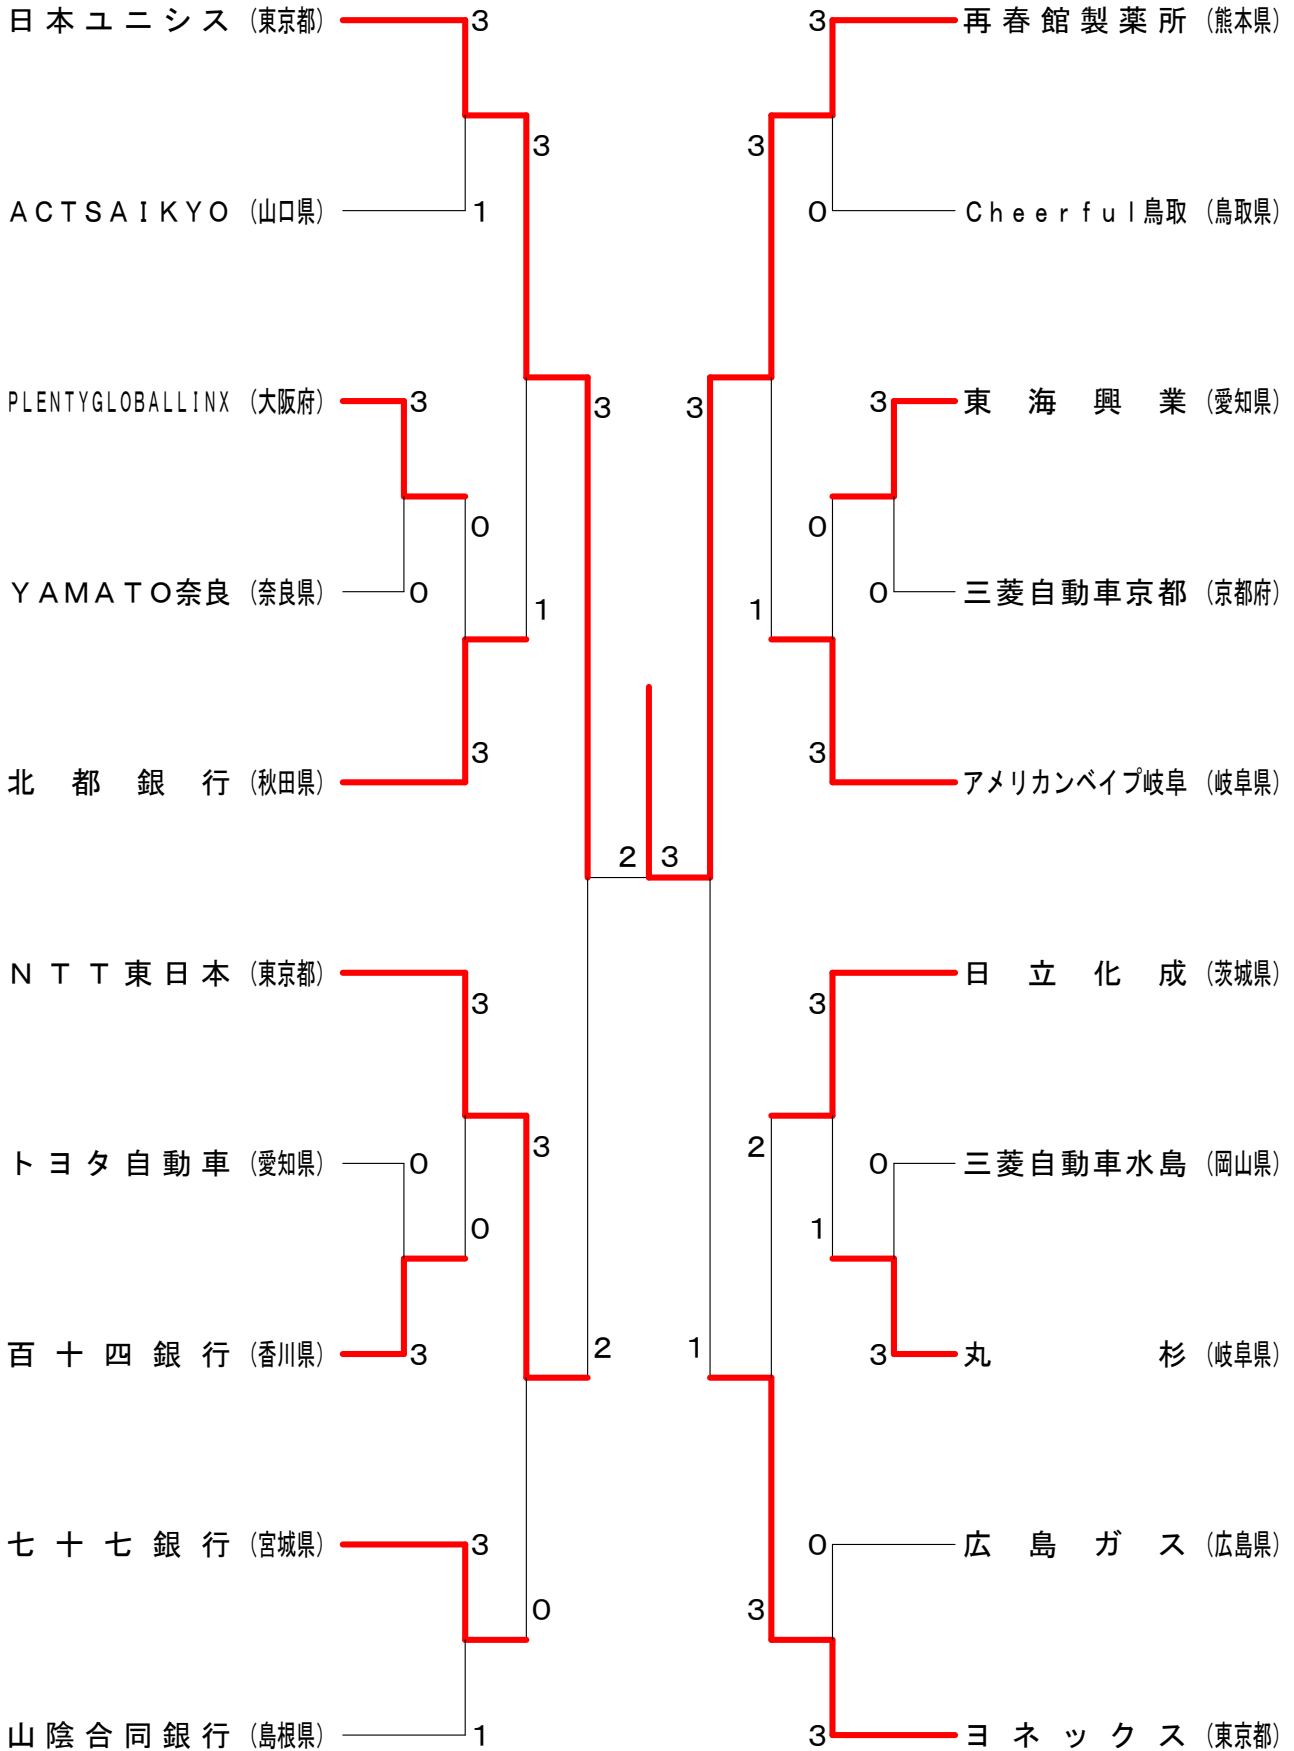 日本ユニシス (東京都) 3 3 再春館製薬所 (熊本県)
3 3
ACTSAIKYO (山口県) 1 0 Cheerful鳥取 (鳥取県)
PLENTYGLOBALLINX (大阪府) 3 3 3 3 東海興業 (愛知県)
0 0
YAMATO奈良 (奈良県) 0 1 1 0 三菱自動車京都 (京都府)
3 3
北都銀行 (秋田県) アメリカンベイプ岐阜 (岐阜県)
2 3
NTT東日本 (東京都) 3 3 日立化成 (茨城県)
3 2
トヨタ自動車 (愛知県) 0 0 三菱自動車水島 (岡山県)
0 1
百十四銀行 (香川県) 3 2 1 3 丸杉 (岐阜県)
七十七銀行 (宮城県) 3 0 広島ガス (広島県)
0 3
山陰合同銀行 (島根県) 1 3 ヨネックス (東京都)